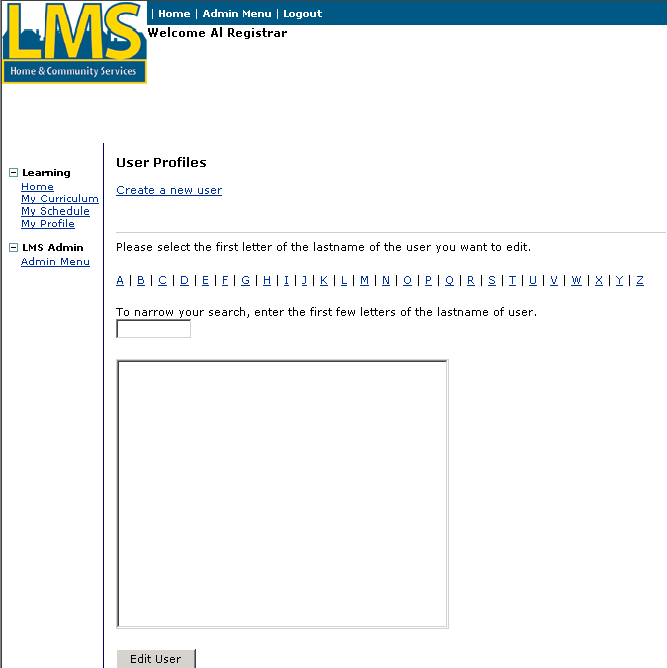 LMS
Home & Community Services
| Home | Admin Menu | Logout
Welcome Al Registrar
Learning
Home
My Curriculum
My Schedule
My Profile
LMS Admin
Admin Menu
User Profiles
Create a new user
Please select the first letter of the lastname of the user you want to edit.
A | B | C | D | E | F | G | H | I | J | K | L | M | N | O | P | Q | R | S | T | U | V | W | X | Y | Z
To narrow your search, enter the first few letters of the lastname of user.
Edit User